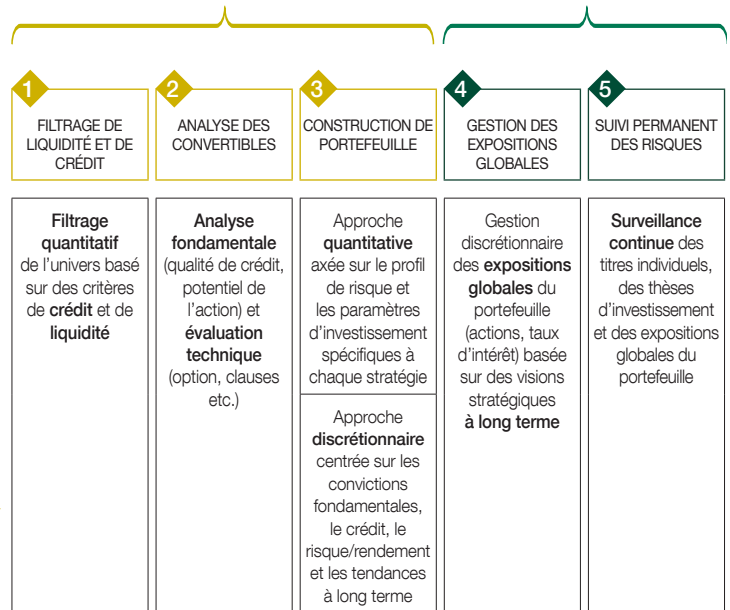 1
FILTRAGE DE
LIQUIDITÉ ET DE
CRÉDIT
2
ANALYSE DES
CONVERTIBLES
3
CONSTRUCTION DE
PORTEFEUILLE
4
GESTION DES
EXPOSITIONS
GLOBALES
5
SUIVI PERMANENT
DES RISQUES
Filtrage
quantitatif
de l’univers basé
sur des critères
de crédit et de
liquidité
Analyse
fondamentale
(qualité de crédit,
potentiel de
l’action) et
évaluation
technique
(option, clauses
etc.)
Approche
quantitative
axée sur le profil
de risque et
les paramètres
d’investissement
spécifiques à
chaque stratégie
Approche
discrétionnaire
centrée sur les
convictions
fondamentales,
le crédit, le
risque/rendement
et les tendances
à long terme
Gestion
discrétionnaire
des expositions
globales du
portefeuille
(actions, taux
d’intérêt) basée
sur des visions
stratégiques
à long terme
Surveillance
continue des
titres individuels,
des thèses
d’investissement
et des expositions
globales du
portefeuille